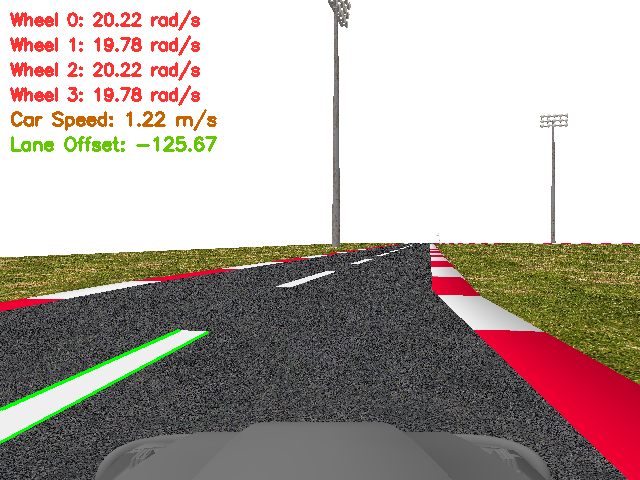 Wheel 0: 20.22 rad/s
Wheel 1: 19.78 rad/s
Wheel 2: 20.22 rad/s
Wheel 3: 19.78 rad/s
Car Speed: 1.22 m/s
Lane Offset: -125.67